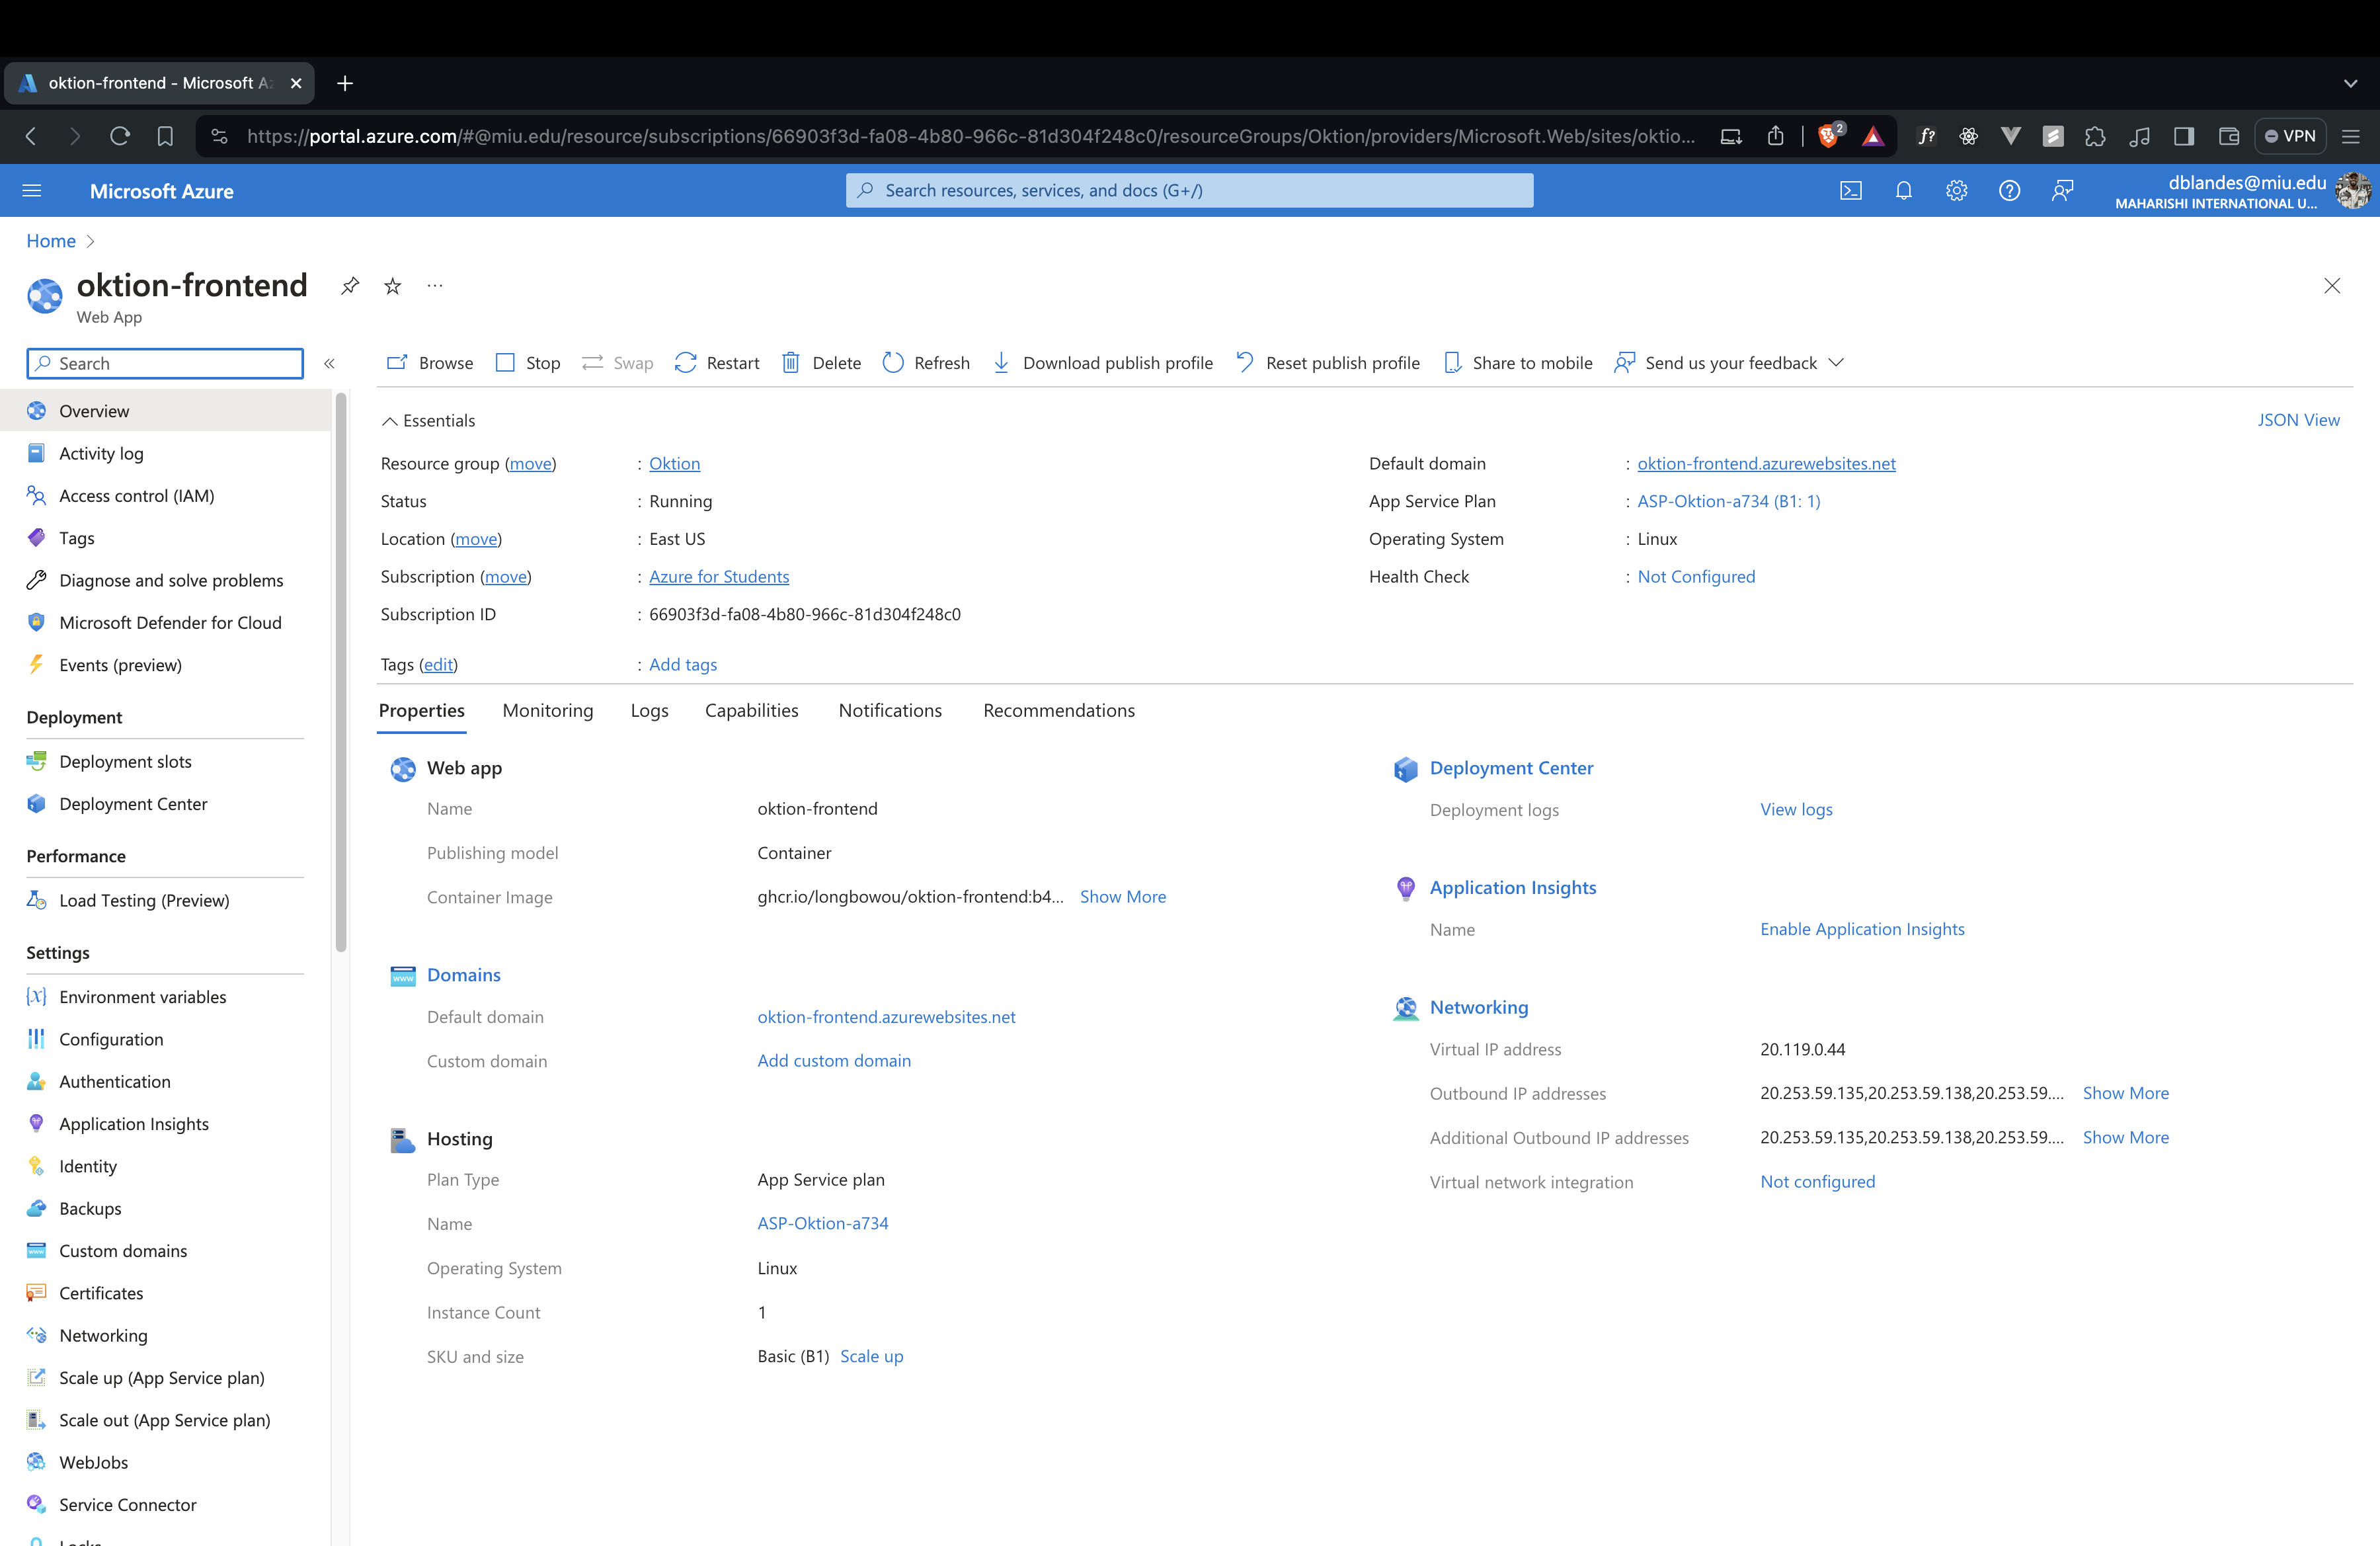 oktion-frontend - Microsoft Az
https://portal.azure.com/#@miu.edu/resource/subscriptions/66903f3d-fa08-4b80-966c-81d304f248c0/resourceGroups/Oktion/providers/Microsoft.Web/sites/oktio...
2
f?
VPN
Microsoft Azure
Search resources, services, and docs (G+/)
dblandes@miu.edu
MAHARISHI INTERNATIONAL U...
Home
oktion-frontend
Web App
Search
Browse
Stop
Swap
Restart
Delete
Refresh
Download publish profile
Reset publish profile
Share to mobile
Send us your feedback
Overview
Activity log
Access control (IAM)
Tags
Diagnose and solve problems
Microsoft Defender for Cloud
Events (preview)
Deployment
Deployment slots
Deployment Center
Performance
Load Testing (Preview)
Settings
Environment variables
Configuration
Authentication
Application Insights
Identity
Backups
Custom domains
Certificates
Networking
Scale up (App Service plan)
Scale out (App Service plan)
WebJobs
Service Connector
Essentials
JSON View
Resource group (move) : Oktion
Status : Running
Location (move) : East US
Subscription (move) : Azure for Students
Subscription ID : 66903f3d-fa08-4b80-966c-81d304f248c0
Tags (edit) : Add tags
Default domain : oktion-frontend.azurewebsites.net
App Service Plan : ASP-Oktion-a734 (B1: 1)
Operating System : Linux
Health Check : Not Configured
Properties Monitoring Logs Capabilities Notifications Recommendations
Web app
Name oktion-frontend
Publishing model Container
Container Image ghcr.io/longbowou/oktion-frontend:b4... Show More
Domains
Default domain oktion-frontend.azurewebsites.net
Custom domain Add custom domain
Hosting
Plan Type App Service plan
Name ASP-Oktion-a734
Operating System Linux
Instance Count 1
SKU and size Basic (B1) Scale up
Deployment Center
Deployment logs View logs
Application Insights
Name Enable Application Insights
Networking
Virtual IP address 20.119.0.44
Outbound IP addresses 20.253.59.135,20.253.59.138,20.253.59.... Show More
Additional Outbound IP addresses 20.253.59.135,20.253.59.138,20.253.59.... Show More
Virtual network integration Not configured